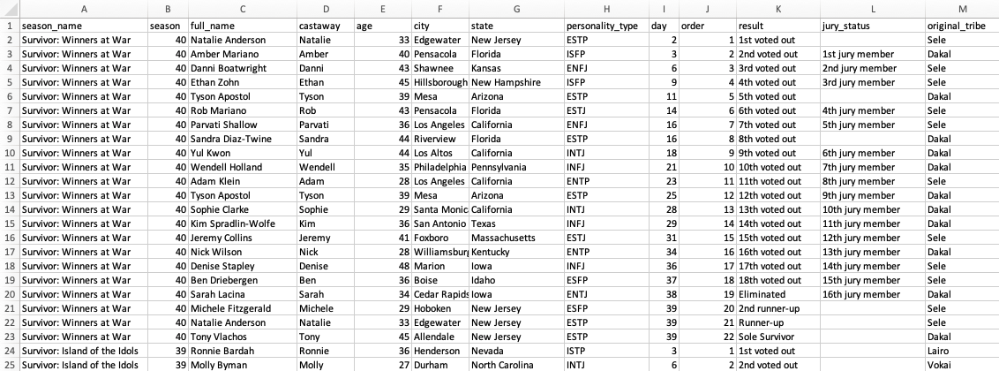 A B C D E F G H I J K L M
1 season_name season full_name castaway age city state personality_type day order result jury_status original_tribe
2 Survivor: Winners at War 40 Natalie Anderson Natalie 33 Edgewater New Jersey ESTP 2 1 1st voted out Sele
3 Survivor: Winners at War 40 Amber Mariano Amber 40 Pensacola Florida ISFP 3 2 2nd voted out 1st jury member Dakal
4 Survivor: Winners at War 40 Danni Boatwright Danni 43 Shawnee Kansas ENFJ 6 3 3rd voted out 2nd jury member Sele
5 Survivor: Winners at War 40 Ethan Zohn Ethan 45 Hillsborough New Hampshire ISFP 9 4 4th voted out 3rd jury member Sele
6 Survivor: Winners at War 40 Tyson Apostol Tyson 39 Mesa Arizona ESTP 11 5 5th voted out Dakal
7 Survivor: Winners at War 40 Rob Mariano Rob 43 Pensacola Florida ESTJ 14 6 6th voted out 4th jury member Sele
8 Survivor: Winners at War 40 Parvati Shallow Parvati 36 Los Angeles California ENFJ 16 7 7th voted out 5th jury member Sele
9 Survivor: Winners at War 40 Sandra Diaz-Twine Sandra 44 Riverview Florida ESTP 16 8 8th voted out Dakal
10 Survivor: Winners at War 40 Yul Kwon Yul 44 Los Altos California INTJ 18 9 9th voted out 6th jury member Dakal
11 Survivor: Winners at War 40 Wendell Holland Wendell 35 Philadelphia Pennsylvania INFJ 21 10 10th voted out 7th jury member Dakal
12 Survivor: Winners at War 40 Adam Klein Adam 28 Los Angeles California ENTP 23 11 11th voted out 8th jury member Sele
13 Survivor: Winners at War 40 Tyson Apostol Tyson 39 Mesa Arizona ESTP 25 12 12th voted out 9th jury member Dakal
14 Survivor: Winners at War 40 Sophie Clarke Sophie 29 Santa Monic California INTJ 28 13 13th voted out 10th jury member Dakal
15 Survivor: Winners at War 40 Kim Spradlin-Wolfe Kim 36 San Antonio Texas INFJ 29 14 14th voted out 11th jury member Dakal
16 Survivor: Winners at War 40 Jeremy Collins Jeremy 41 Foxboro Massachusetts ESTJ 31 15 15th voted out 12th jury member Sele
17 Survivor: Winners at War 40 Nick Wilson Nick 28 Williamsburg Kentucky ENTP 34 16 16th voted out 13th jury member Dakal
18 Survivor: Winners at War 40 Denise Stapley Denise 48 Marion Iowa INFJ 36 17 17th voted out 14th jury member Sele
19 Survivor: Winners at War 40 Ben Driebergen Ben 36 Boise Idaho ESFP 37 18 18th voted out 15th jury member Sele
20 Survivor: Winners at War 40 Sarah Lacina Sarah 34 Cedar Rapids Iowa ENTJ 38 19 Eliminated 16th jury member Dakal
21 Survivor: Winners at War 40 Michele Fitzgerald Michele 29 Hoboken New Jersey ESFP 39 20 2nd runner-up Sele
22 Survivor: Winners at War 40 Natalie Anderson Natalie 33 Edgewater New Jersey ESTP 39 21 Runner-up Sele
23 Survivor: Winners at War 40 Tony Vlachos Tony 45 Allendale New Jersey ESTP 39 22 Sole Survivor Dakal
24 Survivor: Island of the Idols 39 Ronnie Bardah Ronnie 36 Henderson Nevada ISTP 3 1 1st voted out Lairo
25 Survivor: Island of the Idols 39 Molly Byman Molly 27 Durham North Carolina INTJ 6 2 2nd voted out Vokai